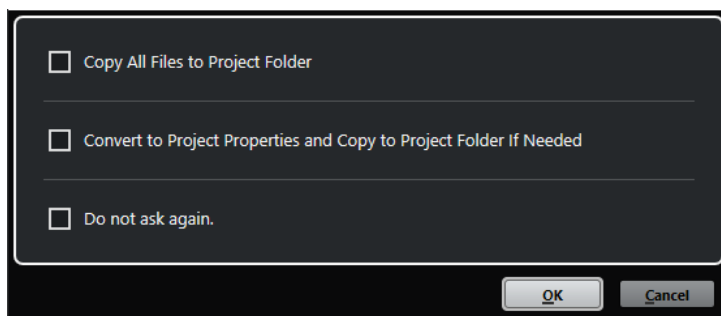 Copy All Files to Project Folder
Convert to Project Properties and Copy to Project Folder If Needed
Do not ask again.
OK
Cancel